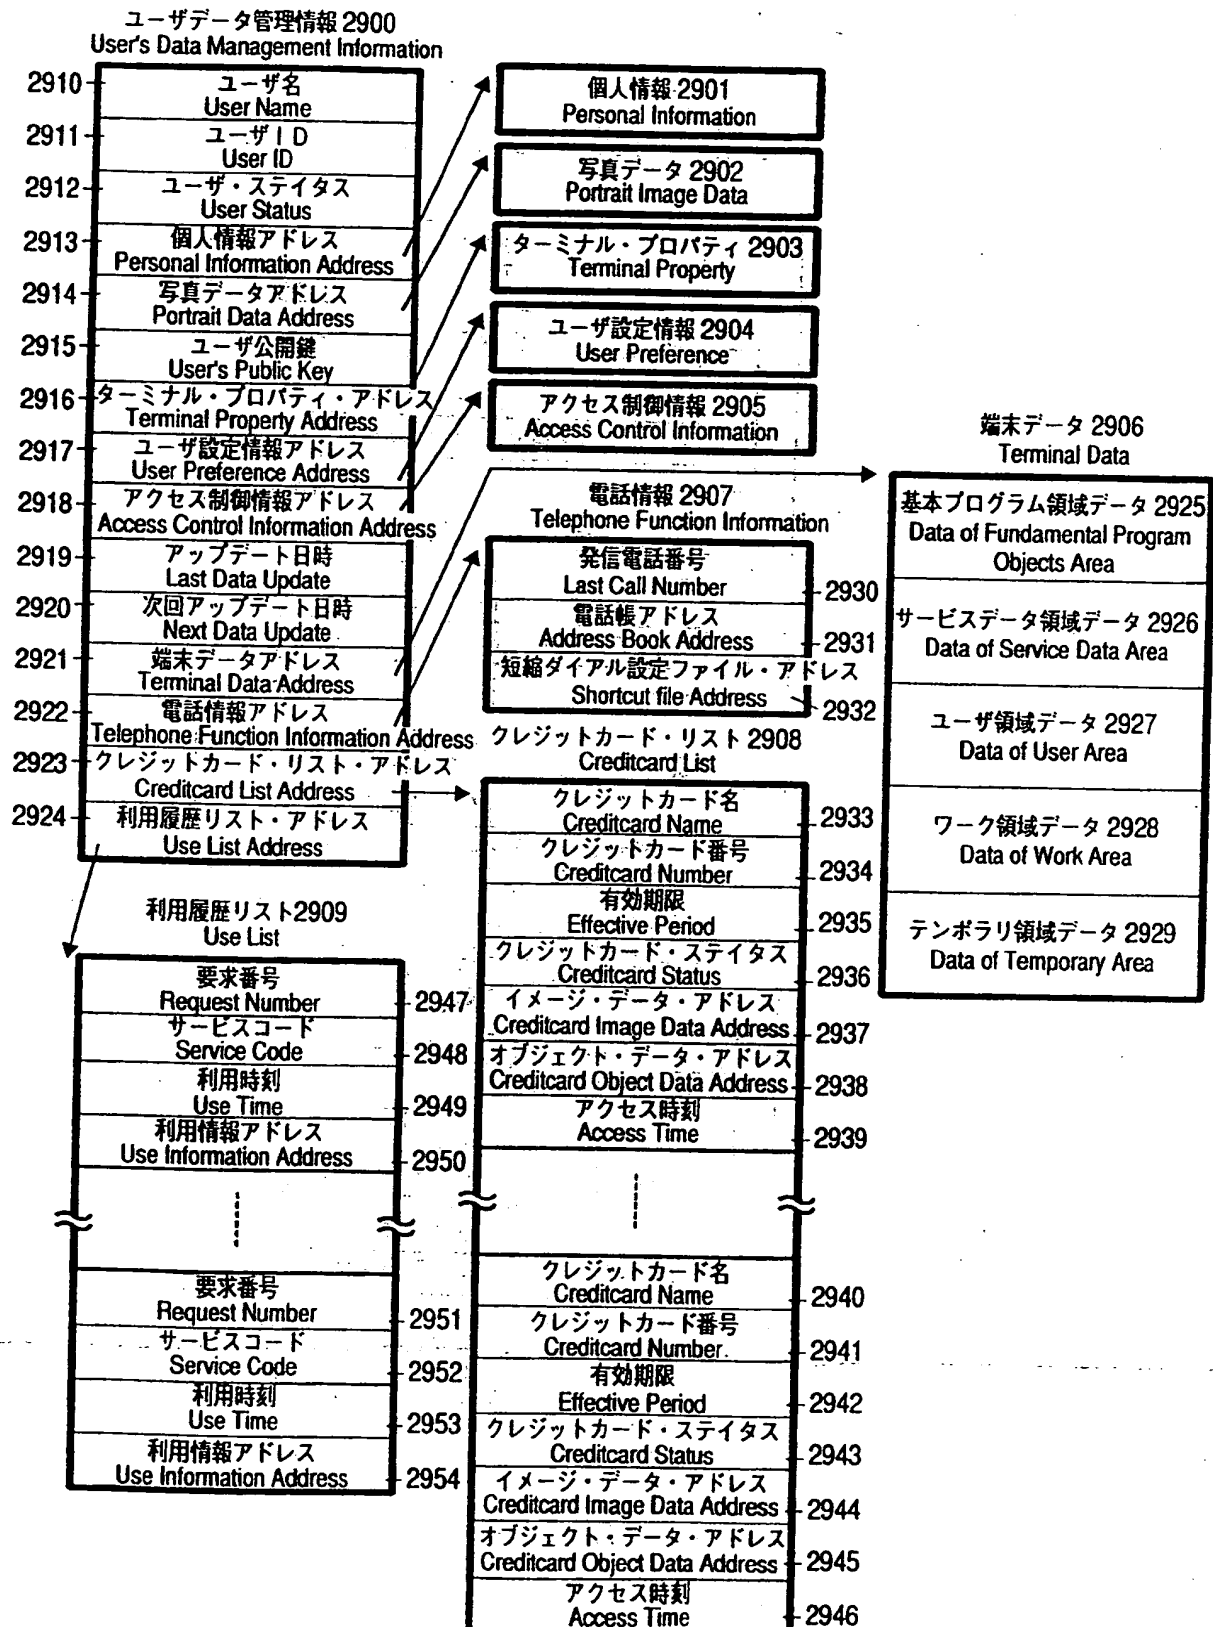 ユーザデータ管理情報 2900
User's Data Management Information
2910
ユーザ名
User Name
2911
ユーザID
User ID
2912
ユーザ・ステイタス
User Status
2913
個人情報アドレス
Personal Information Address
2914
写真データアドレス
Portrait Data Address
2915
ユーザ公開鍵
User's Public Key
2916
ターミナル・プロパティ・アドレス
Terminal Property Address
2917
ユーザ設定情報アドレス
User Preference Address
2918
アクセス制御情報アドレス
Access Control Information Address
2919
アップデート日時
Last Data Update
2920
次回アップデート日時
Next Data Update
2921
端末データアドレス
Terminal Data Address
2922
電話情報アドレス
Telephone Function Information Address
2923
クレジットカード・リスト・アドレス
Creditcard List Address
2924
利用履歴リスト・アドレス
Use List Address
個人情報 2901
Personal Information
写真データ 2902
Portrait Image Data
ターミナル・プロパティ 2903
Terminal Property
ユーザ設定情報 2904
User Preference
アクセス制御情報 2905
Access Control Information
端末データ 2906
Terminal Data
基本プログラム領域データ 2925
Data of Fundamental Program
Objects Area
サービスデータ領域データ 2926
Data of Service Data Area
ユーザ領域データ 2927
Data of User Area
ワーク領域データ 2928
Data of Work Area
テンポラリ領域データ 2929
Data of Temporary Area
電話情報 2907
Telephone Function Information
発信電話番号
Last Call Number
2930
電話帳アドレス
Address Book Address
2931
短縮ダイアル設定ファイル・アドレス
Shortcut file Address
2932
クレジットカード・リスト 2908
Creditcard List
クレジットカード名
Creditcard Name
2933
クレジットカード番号
Creditcard Number
2934
有効期限
Effective Period
2935
クレジットカード・ステイタス
Creditcard Status
2936
イメージ・データ・アドレス
Creditcard Image Data Address
2937
オブジェクト・データ・アドレス
Creditcard Object Data Address
2938
アクセス時刻
Access Time
2939
クレジットカード名
Creditcard Name
2940
クレジットカード番号
Creditcard Number
2941
有効期限
Effective Period
2942
クレジットカード・ステイタス
Creditcard Status
2943
イメージ・データ・アドレス
Creditcard Image Data Address
2944
オブジェクト・データ・アドレス
Creditcard Object Data Address
2945
アクセス時刻
Access Time
2946
利用履歴リスト2909
Use List
要求番号
Request Number
2947
サービスコード
Service Code
2948
利用時刻
Use Time
2949
利用情報アドレス
Use Information Address
2950
要求番号
Request Number
2951
サービスコード
Service Code
2952
利用時刻
Use Time
2953
利用情報アドレス
Use Information Address
2954